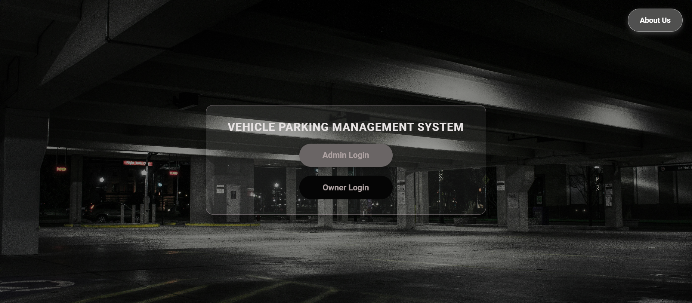 About Us
VEHICLE PARKING MANAGEMENT SYSTEM
Admin Login
Owner Login